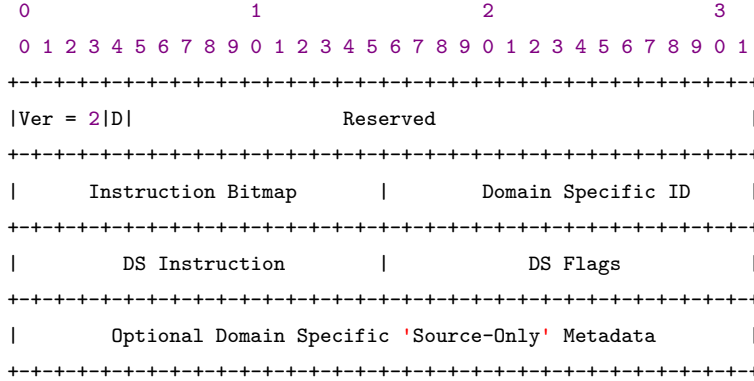 0                   1                   2                   3
0 1 2 3 4 5 6 7 8 9 0 1 2 3 4 5 6 7 8 9 0 1 2 3 4 5 6 7 8 9 0 1
+-+-+-+-+-+-+-+-+-+-+-+-+-+-+-+-+-+-+-+-+-+-+-+-+-+-+-+-+-+-+-+-+
|Ver = 2|D|                  Reserved                           |
+-+-+-+-+-+-+-+-+-+-+-+-+-+-+-+-+-+-+-+-+-+-+-+-+-+-+-+-+-+-+-+-+
|      Instruction Bitmap       |        Domain Specific ID     |
+-+-+-+-+-+-+-+-+-+-+-+-+-+-+-+-+-+-+-+-+-+-+-+-+-+-+-+-+-+-+-+-+
|         DS Instruction        |            DS Flags           |
+-+-+-+-+-+-+-+-+-+-+-+-+-+-+-+-+-+-+-+-+-+-+-+-+-+-+-+-+-+-+-+-+
|        Optional Domain Specific 'Source-Only' Metadata        |
+-+-+-+-+-+-+-+-+-+-+-+-+-+-+-+-+-+-+-+-+-+-+-+-+-+-+-+-+-+-+-+-+